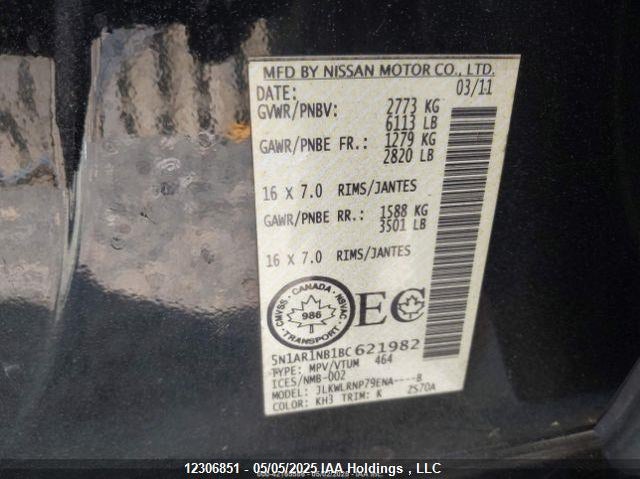 MFD BY NISSAN MOTOR CO., LTD.
DATE: 03/11
GVWR/PNBV: 2773 KG
6113 LB
GAWR/PNBE FR.: 1279 KG
2820 LB
16 X 7.0 RIMS/JANTES
GAWR/PNBE RR.: 1588 KG
3501 LB
16 X 7.0 RIMS/JANTES
CMVSS - CANADA - NSVAC
986
TRANSPORT
EC
5N1AR1NB1BC621982
TYPE: MPV/VTUM 464
ICES/NMB-002
MODEL: JLKWLRNP79ENA----B
COLOR: KH3 TRIM: K ZS70A
12306851 - 05/05/2025 IAA Holdings , LLC